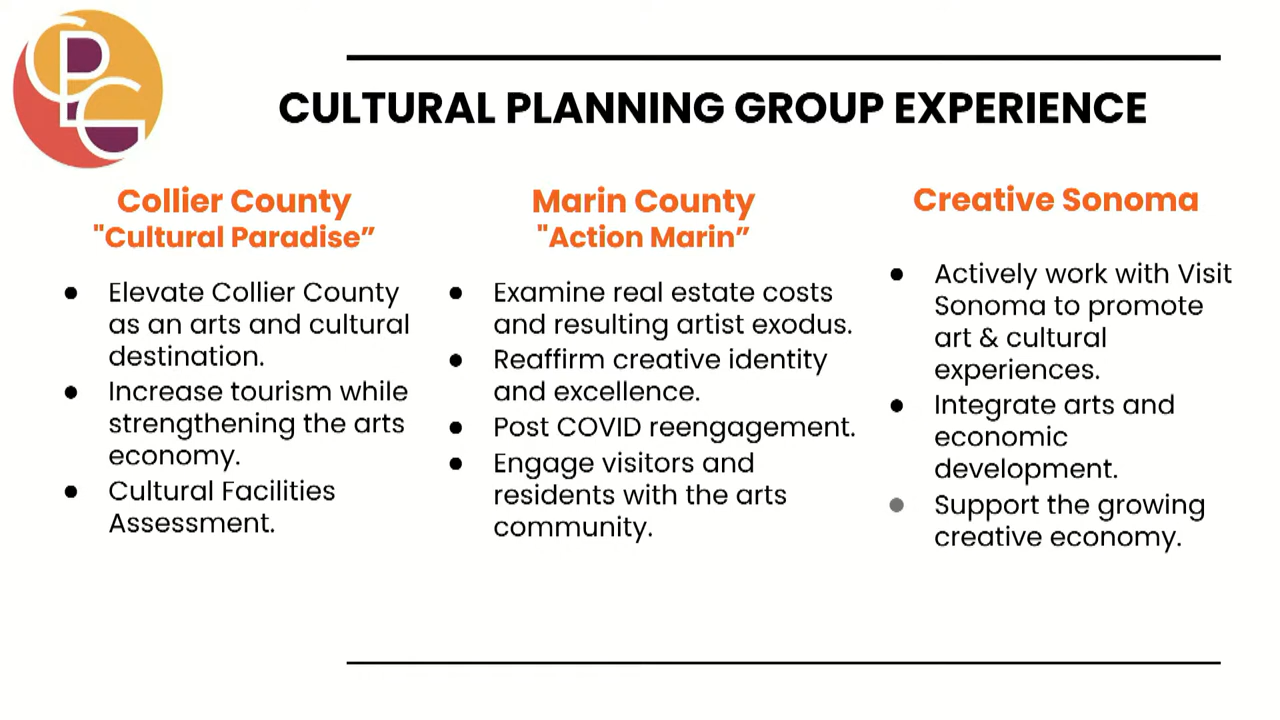 CPG
CULTURAL PLANNING GROUP EXPERIENCE
Collier County
"Cultural Paradise”
● Elevate Collier County
as an arts and cultural
destination.
● Increase tourism while
strengthening the arts
economy.
● Cultural Facilities
Assessment.
Marin County
"Action Marin”
● Examine real estate costs
and resulting artist exodus.
● Reaffirm creative identity
and excellence.
● Post COVID reengagement.
● Engage visitors and
residents with the arts
community.
Creative Sonoma
● Actively work with Visit
Sonoma to promote
art & cultural
experiences.
● Integrate arts and
economic
development.
● Support the growing
creative economy.